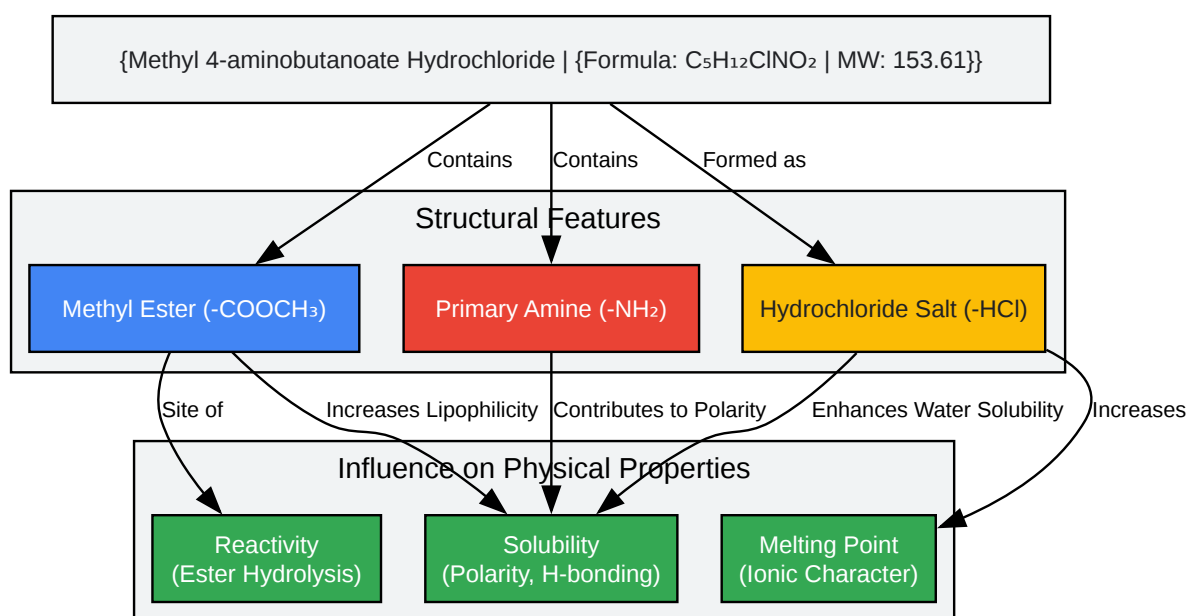 {Methyl 4-aminobutanoate Hydrochloride | {Formula: C₅H₁₂ClNO₂ | MW: 153.61}}
Contains
Contains
Formed as
Structural Features
Methyl Ester (-COOCH₃)
Primary Amine (-NH₂)
Hydrochloride Salt (-HCl)
Site of
Increases Lipophilicity
Contributes to Polarity
Enhances Water Solubility
Increases
Influence on Physical Properties
Reactivity
(Ester Hydrolysis)
Solubility
(Polarity, H-bonding)
Melting Point
(Ionic Character)